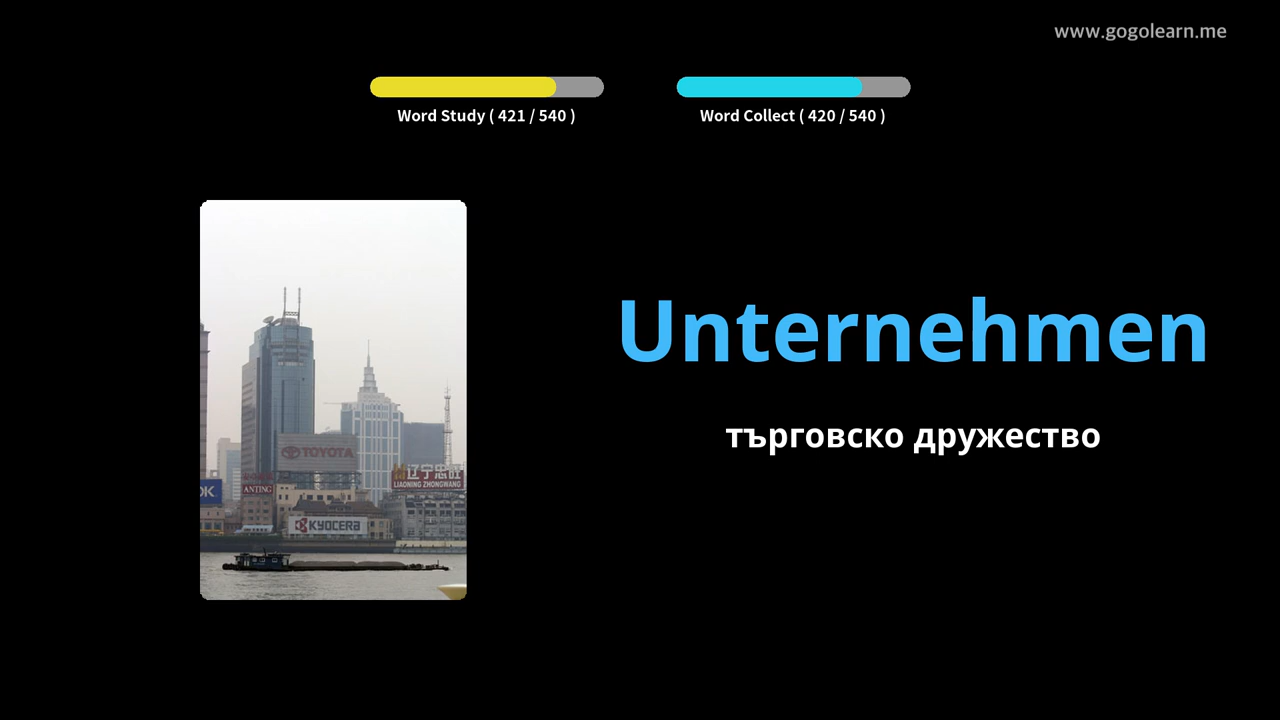 www.gogolearn.me
Word Study ( 421 / 540 )
Word Collect ( 420 / 540 )
Unternehmen
търговско дружество
TOYOTA
辽宁忠旺
LIAONING ZHONGWANG
ANTING
KYOCERA